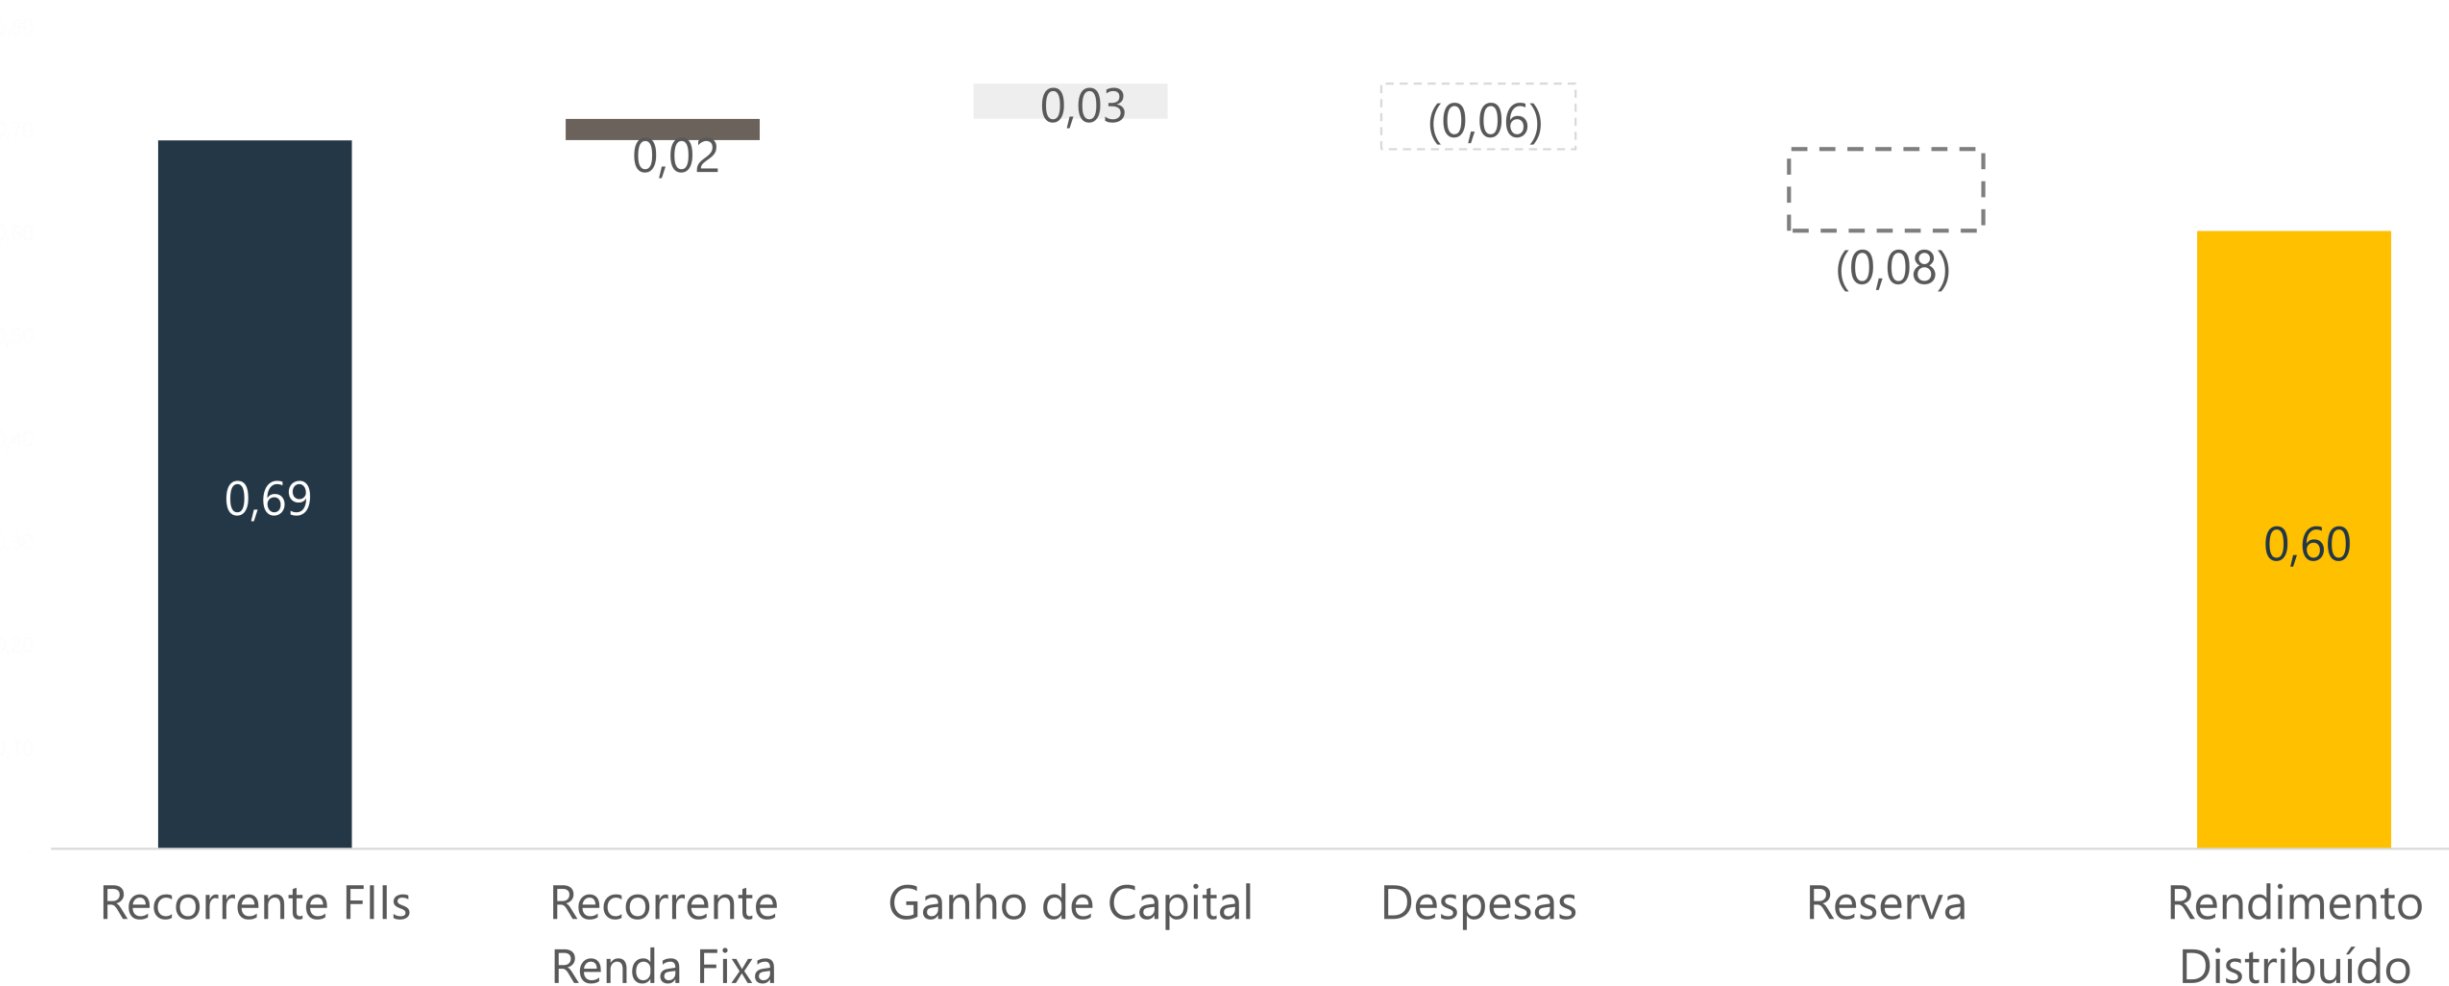 0,69
0,02
0,03
(0,06)
(0,08)
0,60
Recorrente FIIs
Recorrente
Renda Fixa
Ganho de Capital
Despesas
Reserva
Rendimento
Distribuído